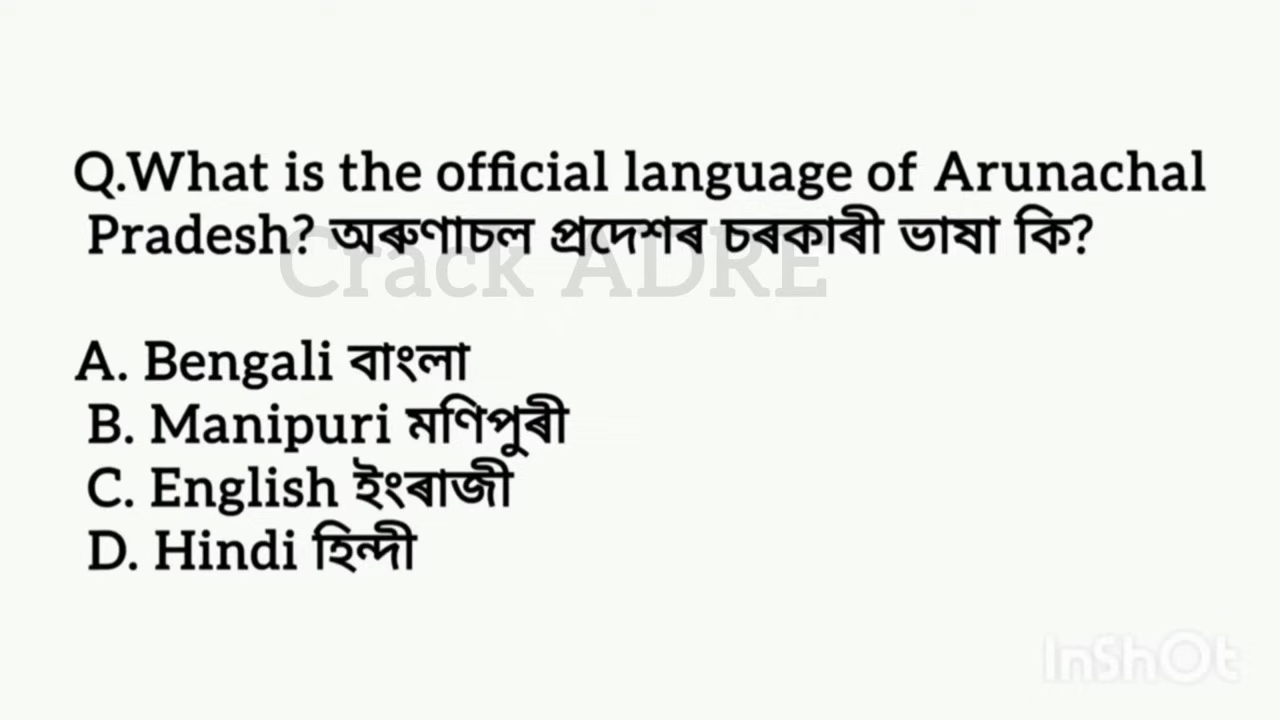 Q.What is the official language of Arunachal
Pradesh? অৰুণাচল প্ৰদেশৰ চৰকাৰী ভাষা কি?
Crack ADRE
A. Bengali বাংলা
B. Manipuri মণিপুৰী
C. English ইংৰাজী
D. Hindi হিন্দী
InShOt